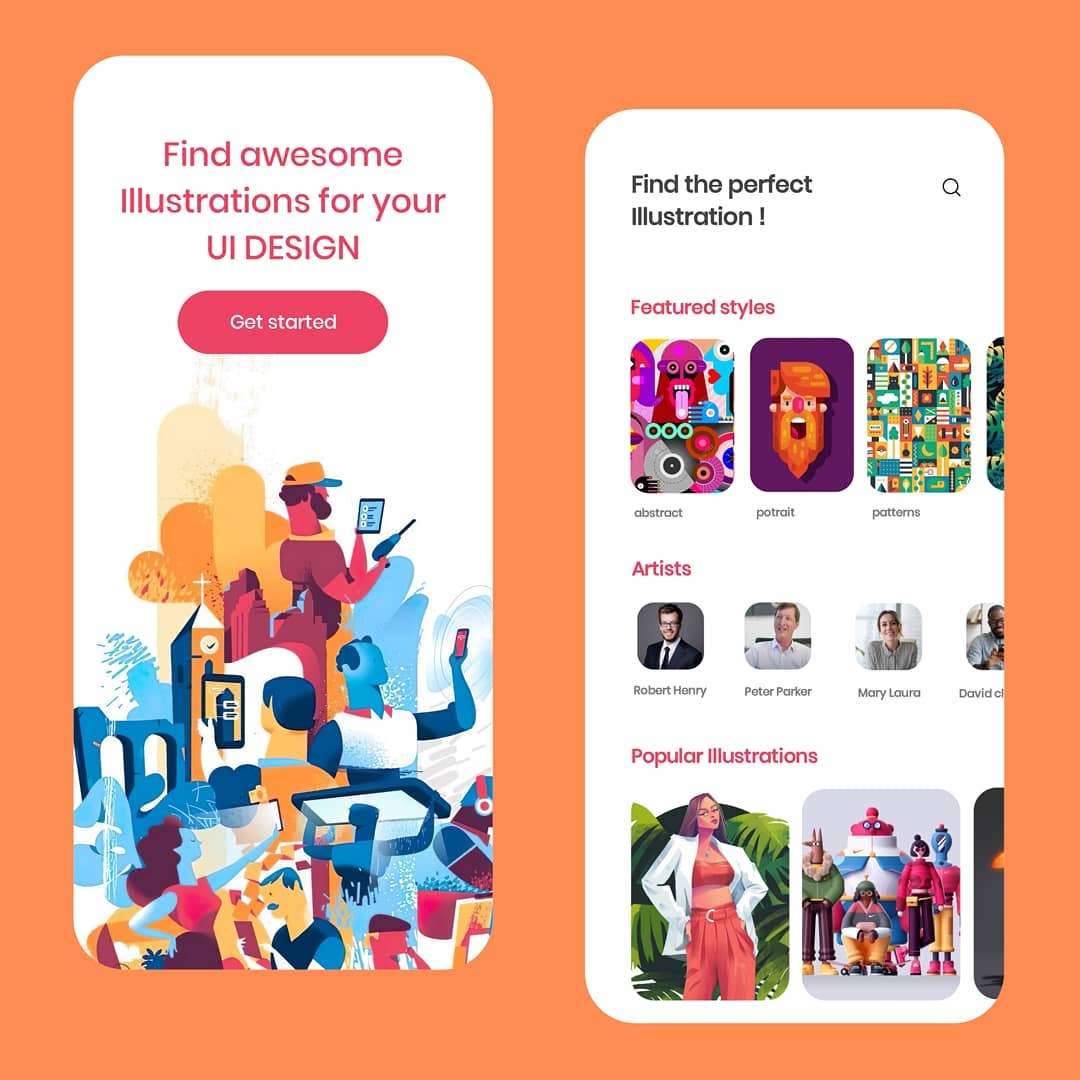 Find awesome
Illustrations for your
UI DESIGN
Get started
Find the perfect
Illustration !
Featured styles
abstract
potrait
patterns
Artists
Robert Henry
Peter Parker
Mary Laura
David cl
Popular Illustrations